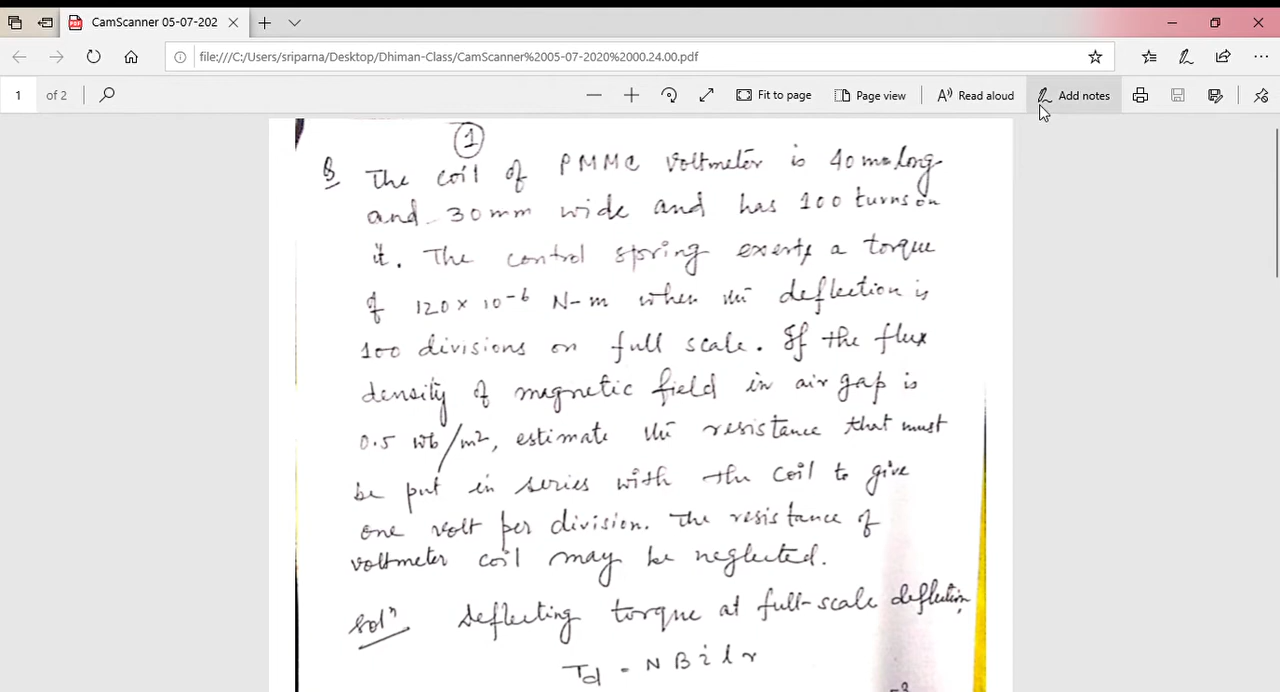 CamScanner 05-07-202
file:///C:/Users/sriparna/Desktop/Dhiman-Class/CamScanner%2005-07-2020%2000.24.00.pdf
1 of 2 Fit to page Page view Read aloud Add notes
1
Q The coil of PMMC Voltmeter is 40 mm long
and 30mm wide and has 100 turns on
it. The control spring exerts a torque
of 120 × 10-6 N-m when the deflection is
100 divisions on full scale. If the flux
density of magnetic field in air gap is
0.5 wb/m², estimate the resistance that must
be put in series with the coil to give
one volt per division. The resistance of
voltmeter coil may be neglected.
Solⁿ Deflecting torque at full-scale deflection,
Td = N B i l r
-3